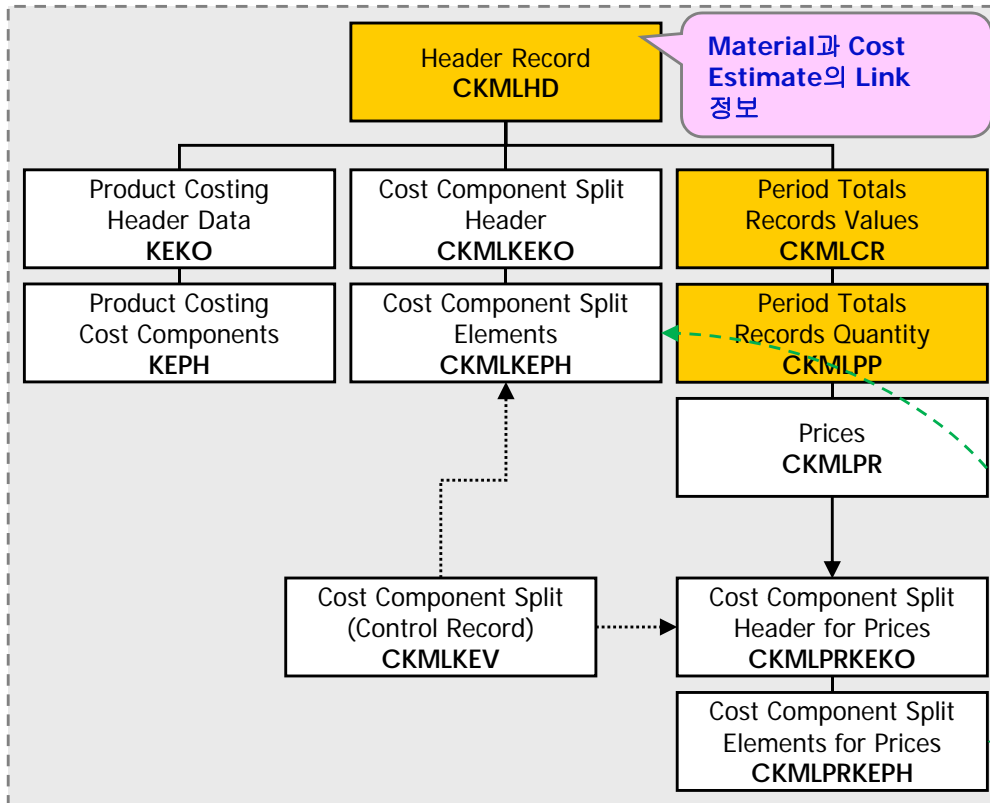 Header Record
CKMLHD
Material과 Cost
Estimate의 Link
정보
Product Costing
Header Data
KEKO
Cost Component Split
Header
CKMLKEKO
Period Totals
Records Values
CKMLCR
Product Costing
Cost Components
KEPH
Cost Component Split
Elements
CKMLKEPH
Period Totals
Records Quantity
CKMLPP
Prices
CKMLPR
Cost Component Split
(Control Record)
CKMLKEV
Cost Component Split
Header for Prices
CKMLPRKEKO
Cost Component Split
Elements for Prices
CKMLPRKEPH